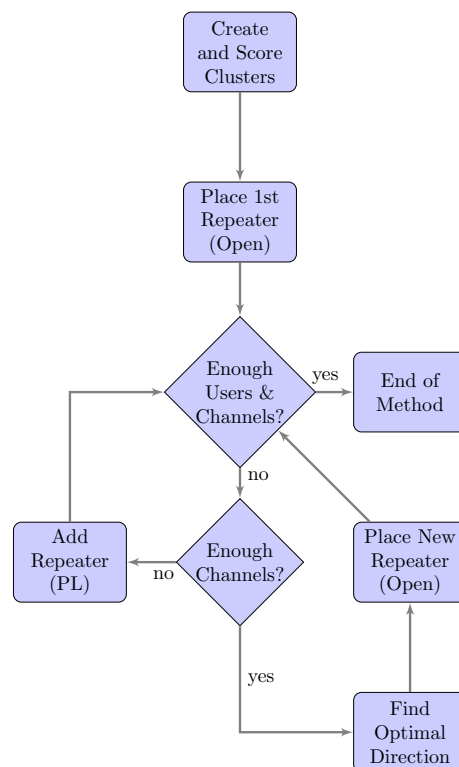 Create
and Score
Clusters
Place 1st
Repeater
(Open)
Enough
Users &
Channels?
yes
End of
Method
no
Add
Repeater
(PL)
no
Enough
Channels?
Place New
Repeater
(Open)
yes
Find
Optimal
Direction